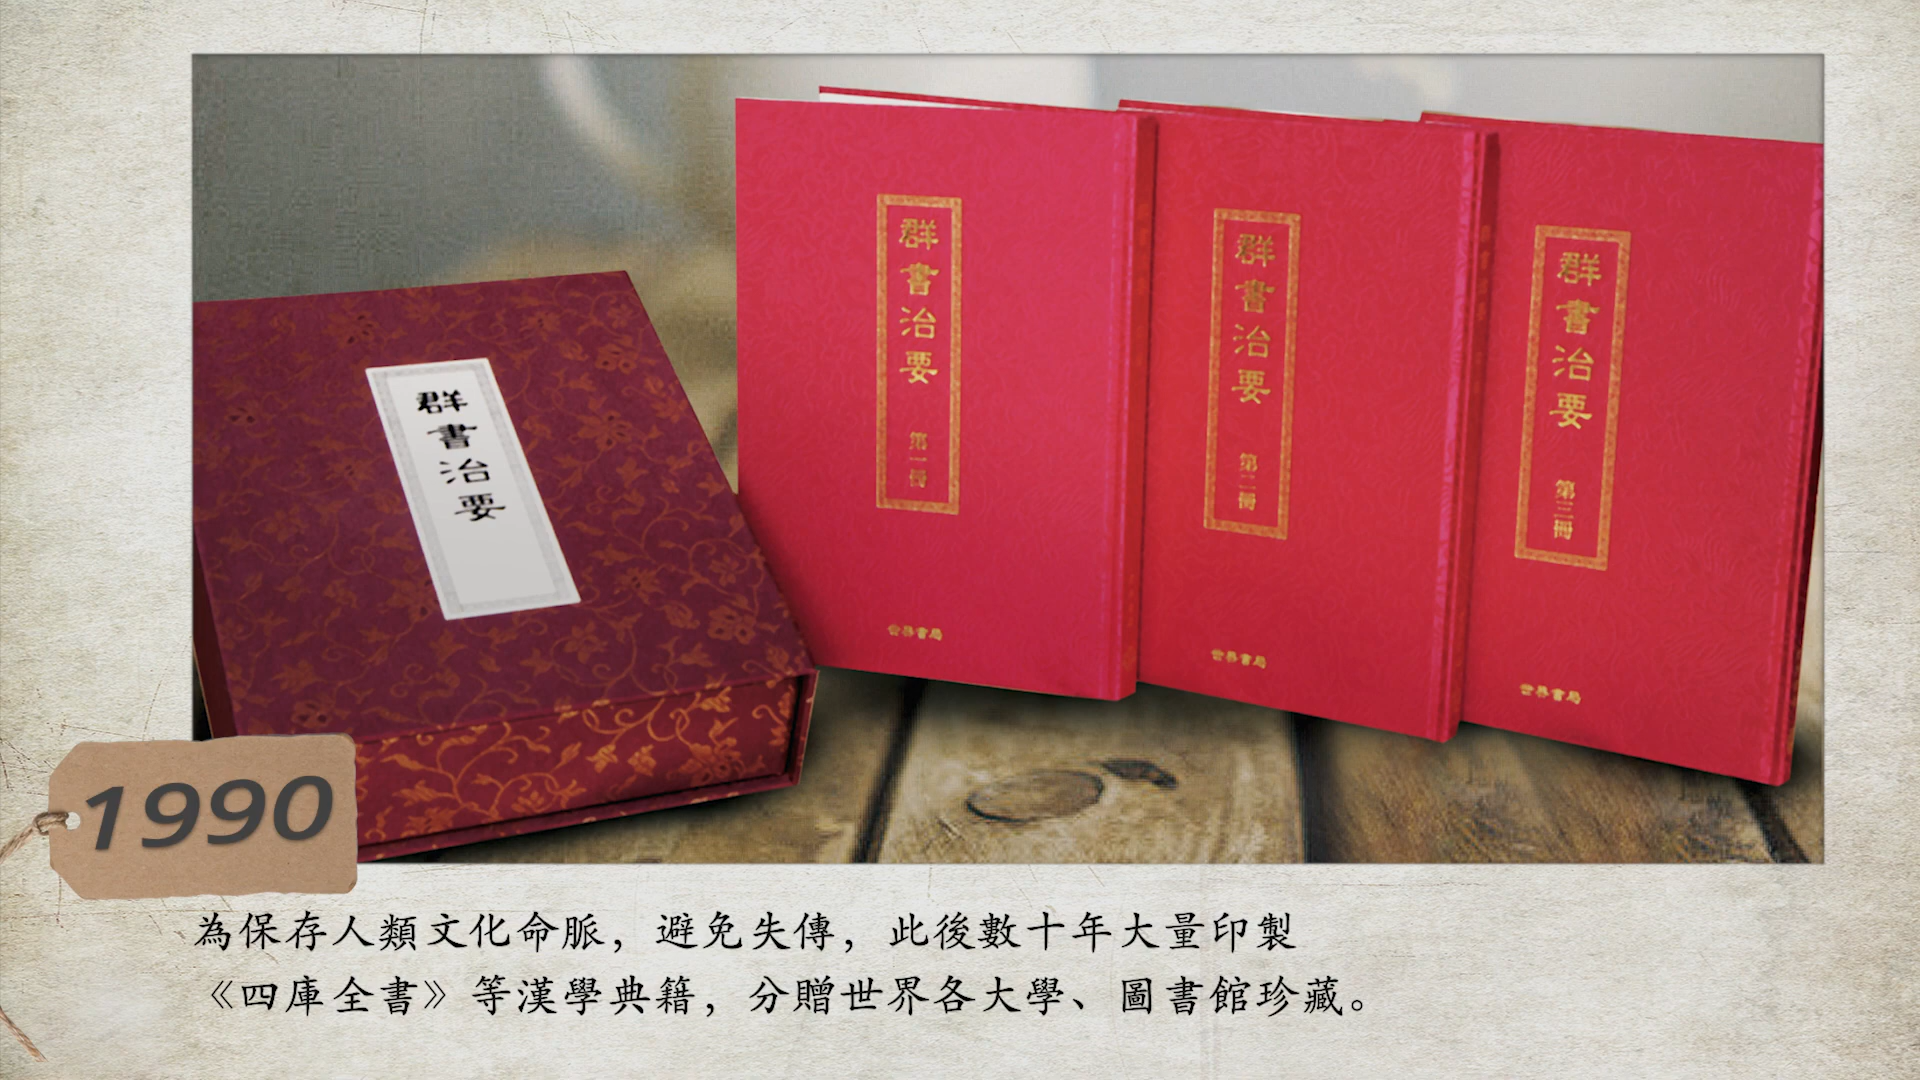 群書治要
群書治要
第一冊
世界書局
群書治要
第二冊
世界書局
群書治要
第三冊
世界書局
1990
為保存人類文化命脈，避免失傳，此後數十年大量印製
《四庫全書》等漢學典籍，分贈世界各大學、圖書館珍藏。